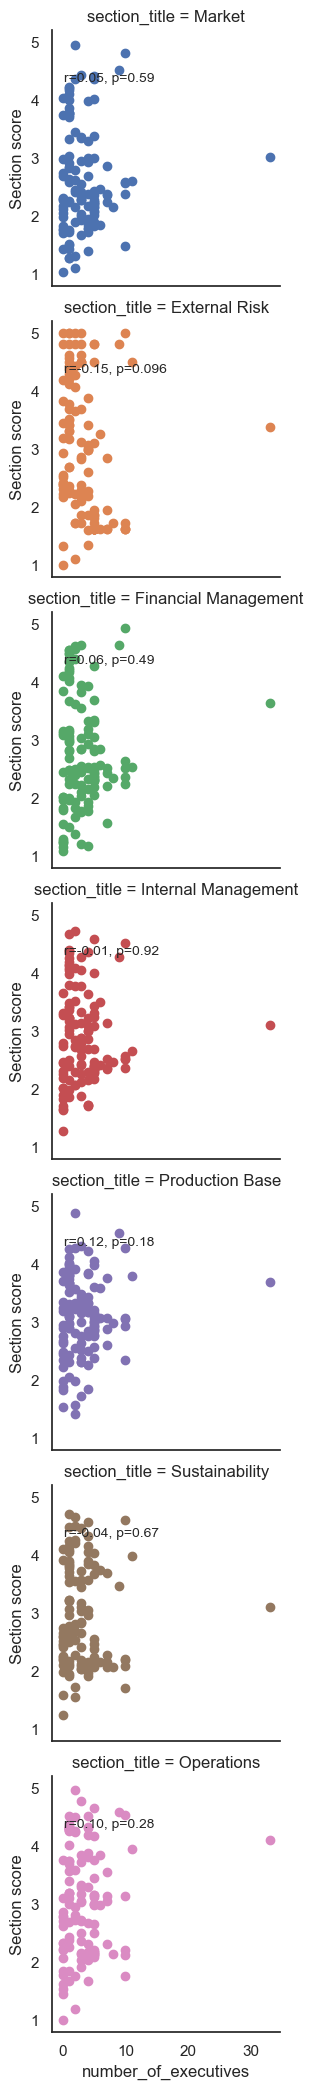 section_title = Market
5
r=0.05, p=0.59
4
3
2
1
Section score
section_title = External Risk
5
r=-0.15, p=0.096
4
3
2
1
Section score
section_title = Financial Management
5
r=0.06, p=0.49
4
3
2
1
Section score
section_title = Internal Management
5
r=-0.01, p=0.92
4
3
2
1
Section score
section_title = Production Base
5
r=0.12, p=0.18
4
3
2
1
Section score
section_title = Sustainability
5
r=-0.04, p=0.67
4
3
2
1
Section score
section_title = Operations
5
r=0.10, p=0.28
4
3
2
1
Section score
0 10 20 30
number_of_executives